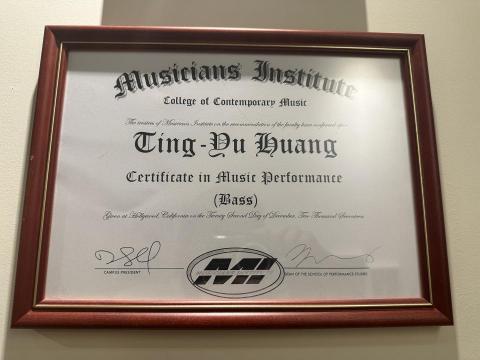 Musicians Institute
College of Contemporary Music
The trustees of Musicians Institute on the recommendation of the faculty have conferred upon
Ting-Yu Huang
Certificate in Music Performance
(Bass)
Given at Hollywood, California on the Twenty Second Day of December, Two Thousand Seventeen
CAMPUS PRESIDENT
MI
DEAN OF THE SCHOOL OF PERFORMANCE STUDIES